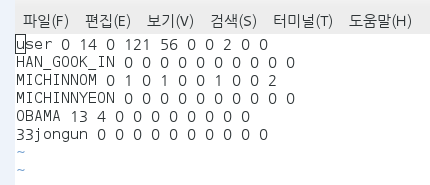 파일(F) 편집(E) 보기(V) 검색(S) 터미널(T) 도움말(H)
user 0 14 0 121 56 0 0 2 0 0
HAN_GOOK_IN 0 0 0 0 0 0 0 0 0 0
MICHINNOM 0 1 0 1 0 0 1 0 0 2
MICHINNYEON 0 0 0 0 0 0 0 0 0 0
OBAMA 13 4 0 0 0 0 0 0 0 0
33jongun 0 0 0 0 0 0 0 0 0 0
~
~